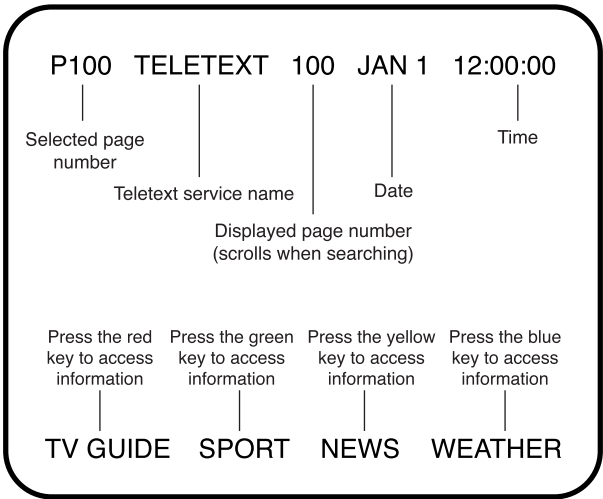 P100 TELETEXT 100 JAN 1 12:00:00
Selected page
number
Time
Teletext service name
Date
Displayed page number
(scrolls when searching)
Press the red
key to access
information
Press the green
key to access
information
Press the yellow
key to access
information
Press the blue
key to access
information
TV GUIDE SPORT NEWS WEATHER